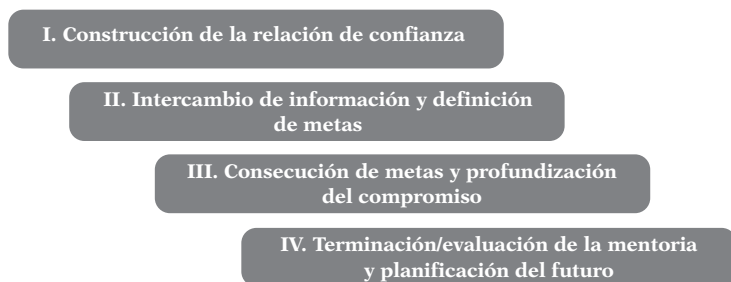 I. Construcción de la relación de confianza
II. Intercambio de información y definición
de metas
III. Consecución de metas y profundización
del compromiso
IV. Terminación/evaluación de la mentoria
y planificación del futuro